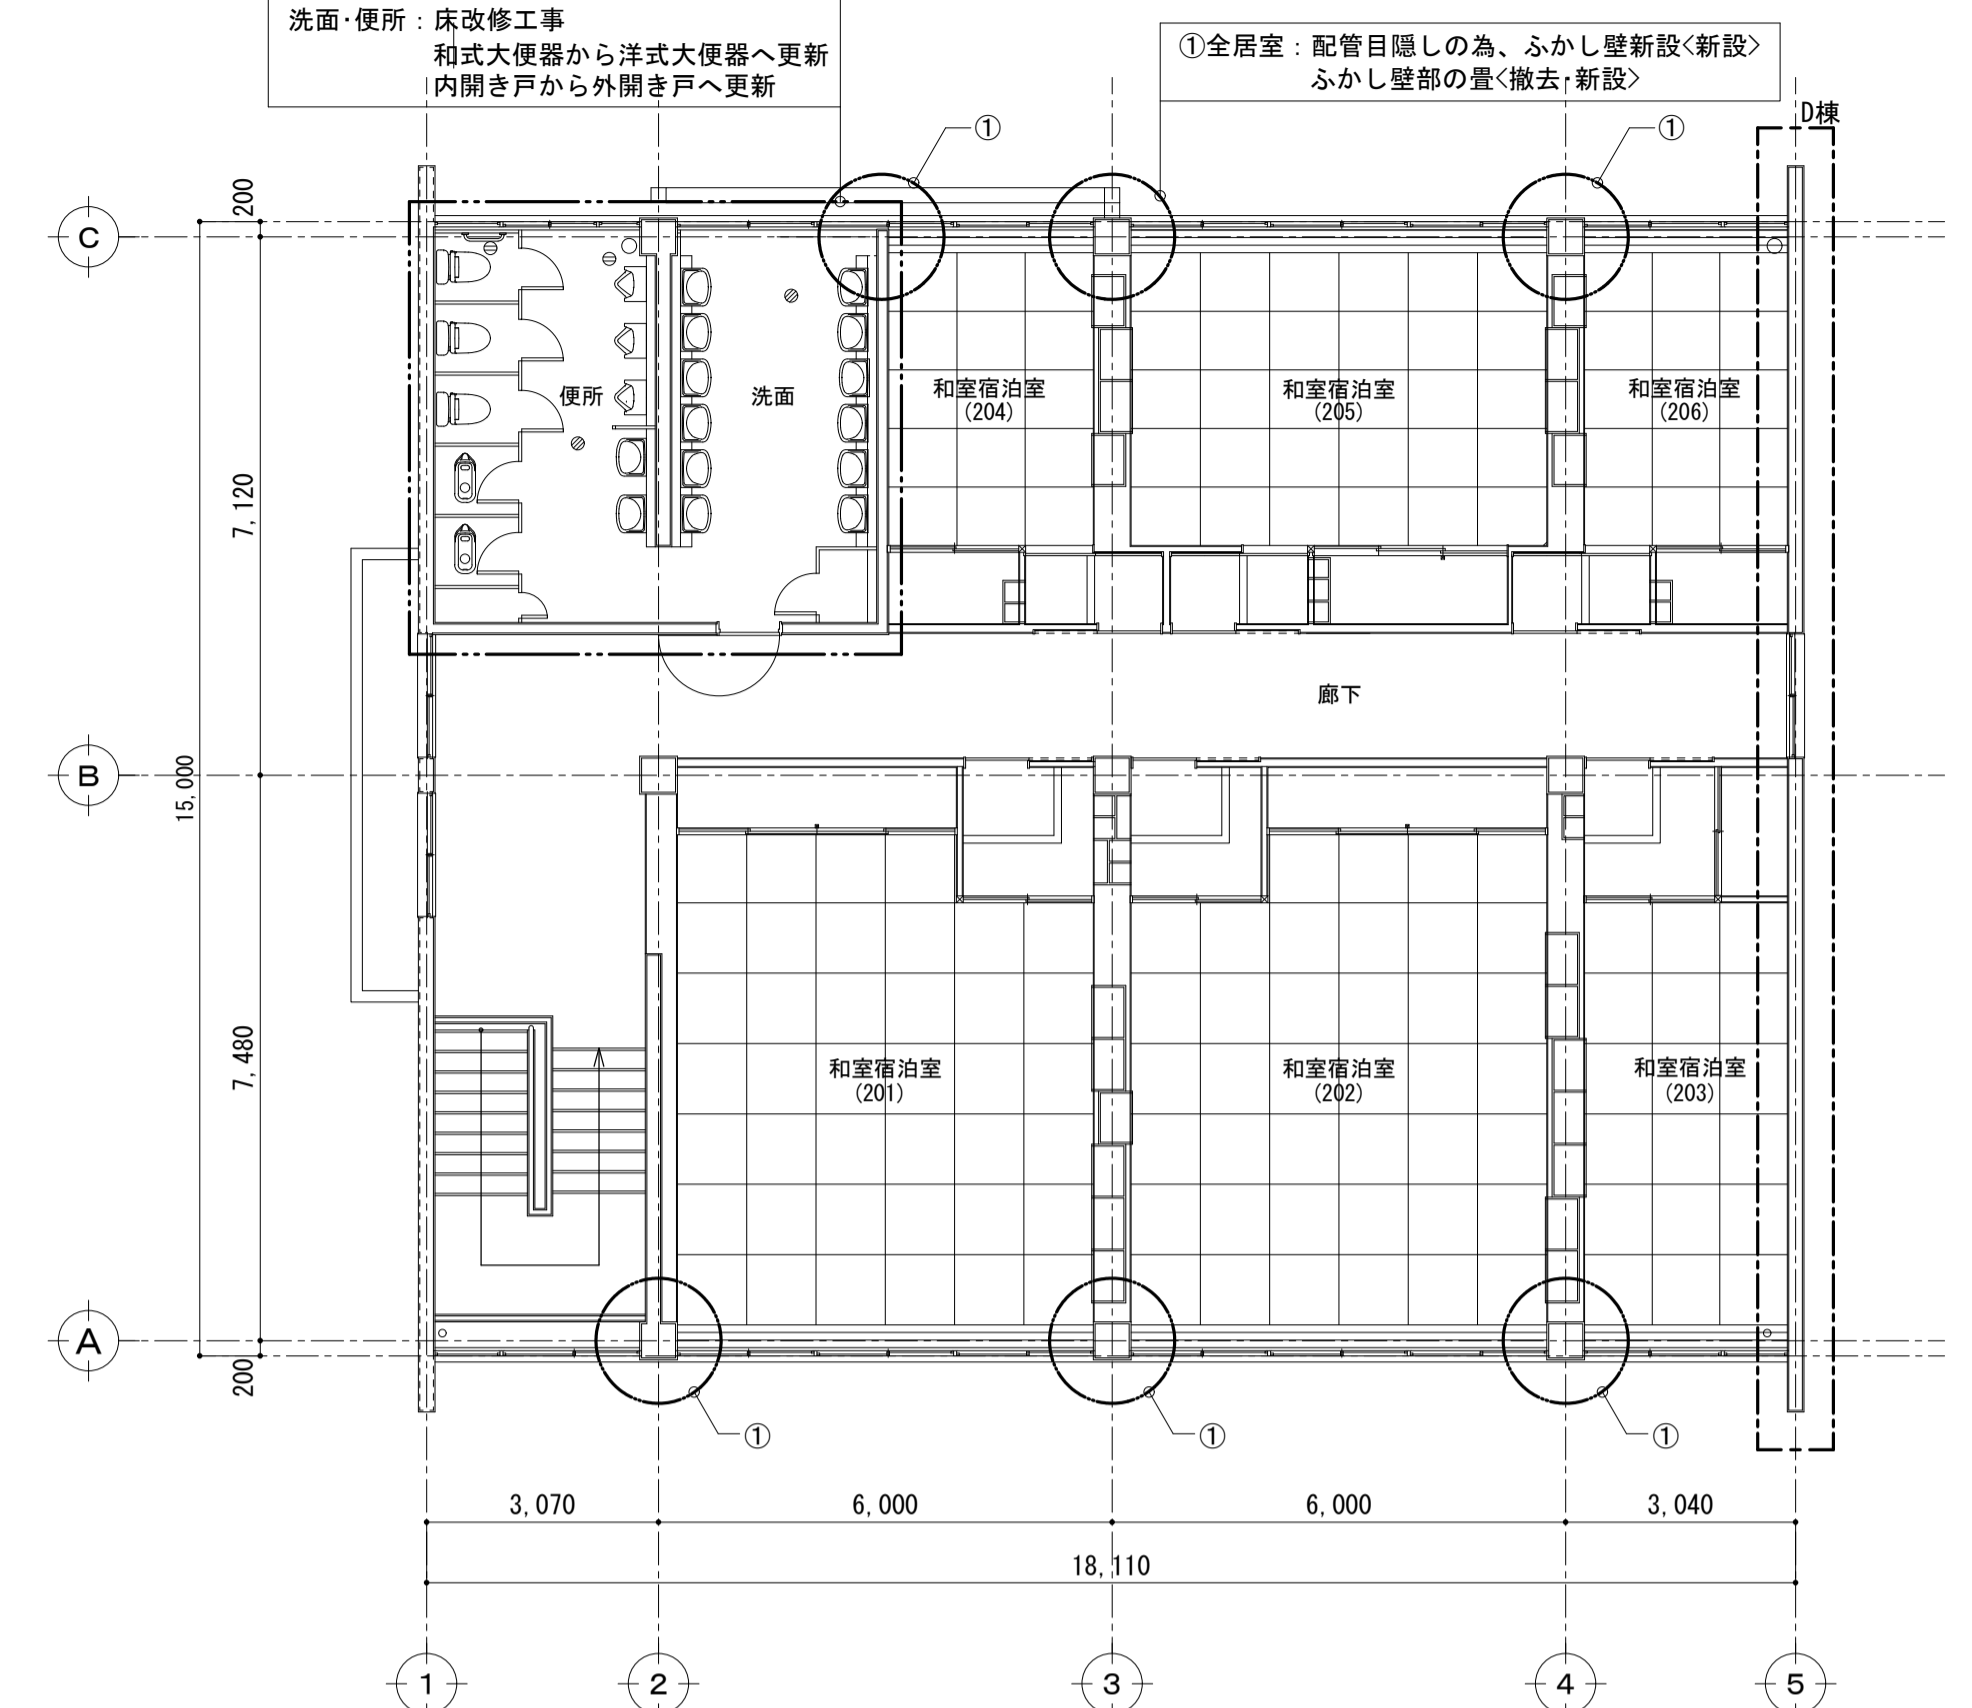 洗面・便所：床改修工事
和式大便器から洋式大便器へ更新
内開き戸から外開き戸へ更新
①全居室：配管目隠しの為、ふかし壁新設<新設>
ふかし壁部の畳<撤去・新設>
D棟
①
①
200
C
便所
洗面
和室宿泊室
(204)
和室宿泊室
(205)
和室宿泊室
(206)
7,120
廊下
B
15,000
7,480
和室宿泊室
(201)
和室宿泊室
(202)
和室宿泊室
(203)
A
200
①
①
①
3,070
6,000
6,000
3,040
18,110
1
2
3
4
5